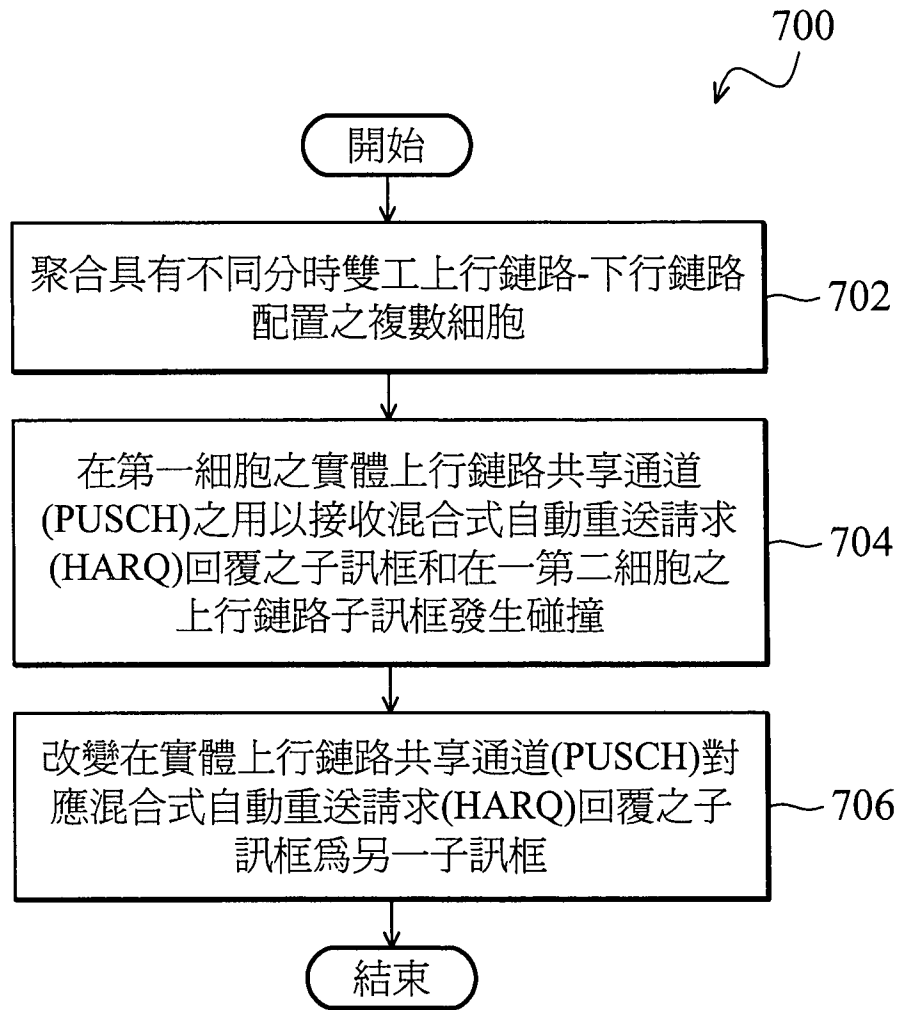 700
開始
聚合具有不同分時雙工上行鏈路-下行鏈路
配置之複數細胞
702
在第一細胞之實體上行鏈路共享通道
(PUSCH)之用以接收混合式自動重送請求
(HARQ)回覆之子訊框和在一第二細胞之
上行鏈路子訊框發生碰撞
704
改變在實體上行鏈路共享通道(PUSCH)對
應混合式自動重送請求(HARQ)回覆之子
訊框爲另一子訊框
706
結束